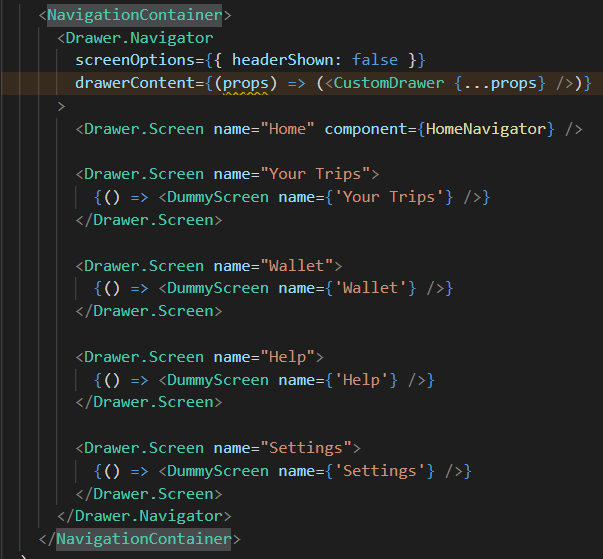 <NavigationContainer>
<Drawer.Navigator
screenOptions={{ headerShown: false }}
drawerContent={(props) => (<CustomDrawer {...props} />)}
>
<Drawer.Screen name="Home" component={HomeNavigator} />
<Drawer.Screen name="Your Trips">
{() => <DummyScreen name={'Your Trips'} />}
</Drawer.Screen>
<Drawer.Screen name="Wallet">
{() => <DummyScreen name={'Wallet'} />}
</Drawer.Screen>
<Drawer.Screen name="Help">
{() => <DummyScreen name={'Help'} />}
</Drawer.Screen>
<Drawer.Screen name="Settings">
{() => <DummyScreen name={'Settings'} />}
</Drawer.Screen>
</Drawer.Navigator>
</NavigationContainer>